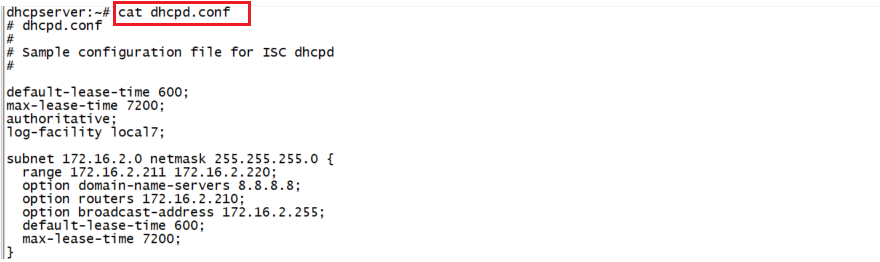 dhcpserver:~# cat dhcpd.conf
# dhcpd.conf
#
# Sample configuration file for ISC dhcpd
#

default-lease-time 600;
max-lease-time 7200;
authoritative;
log-facility local7;

subnet 172.16.2.0 netmask 255.255.255.0 {
  range 172.16.2.211 172.16.2.220;
  option domain-name-servers 8.8.8.8;
  option routers 172.16.2.210;
  option broadcast-address 172.16.2.255;
  default-lease-time 600;
  max-lease-time 7200;
}